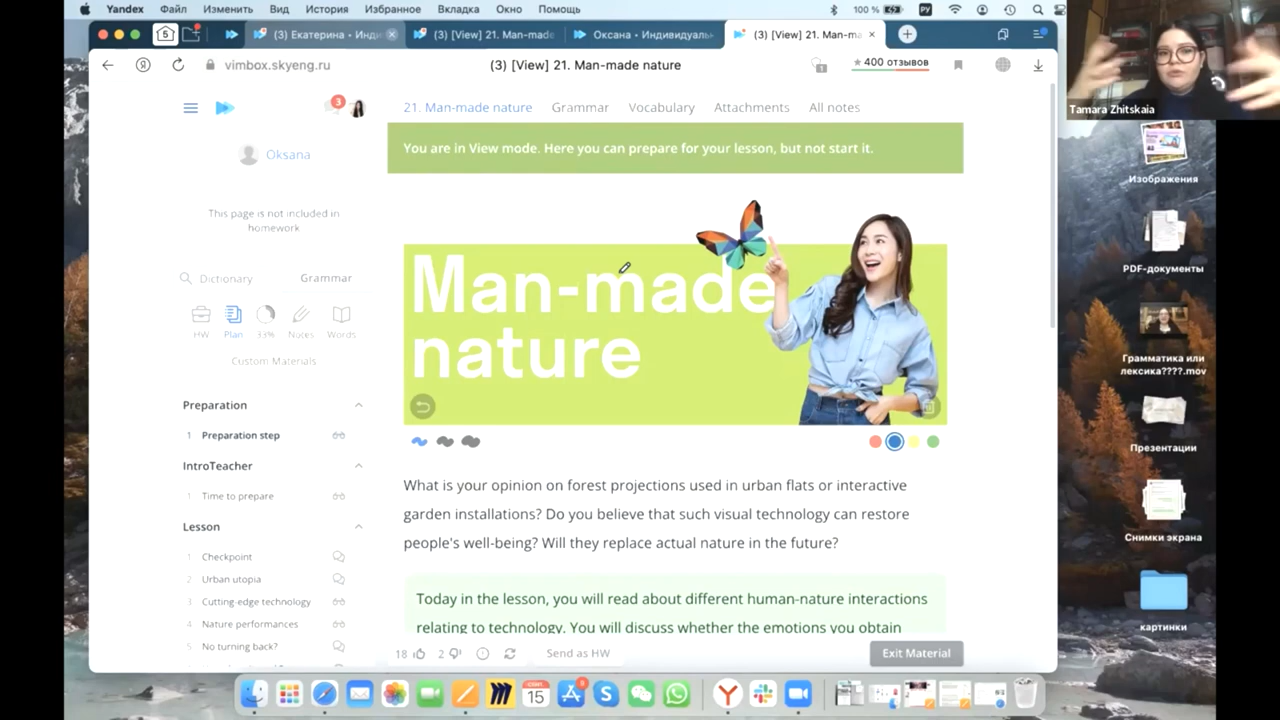 Yandex Файл Изменить Вид История Избранное Вкладка Окно Помощь 100 % РУ
5 (3) Екатерина • Инди (3) [View] 21. Man-made Оксана • Индивидуаль (3) [View] 21. Man-ma
vimbox.skyeng.ru (3) [View] 21. Man-made nature 1 ★ 400 отзывов
Tamara Zhitskaia
3
21. Man-made nature Grammar Vocabulary Attachments All notes
You are in View mode. Here you can prepare for your lesson, but not start it.
Oksana
This page is not included in
homework
Dictionary Grammar
HW Plan 33% Notes Words
Custom Materials
Preparation
1 Preparation step
IntroTeacher
1 Time to prepare
Lesson
1 Checkpoint
2 Urban utopia
3 Cutting-edge technology
4 Nature performances
5 No turning back?
Man-made
nature
What is your opinion on forest projections used in urban flats or interactive
garden installations? Do you believe that such visual technology can restore
people's well-being? Will they replace actual nature in the future?
Today in the lesson, you will read about different human-nature interactions
relating to technology. You will discuss whether the emotions you obtain
18 2 Send as HW Exit Material
Изображения
PDF-документы
Грамматика или
лексика????.mov
Презентации
Снимки экрана
картинки
15